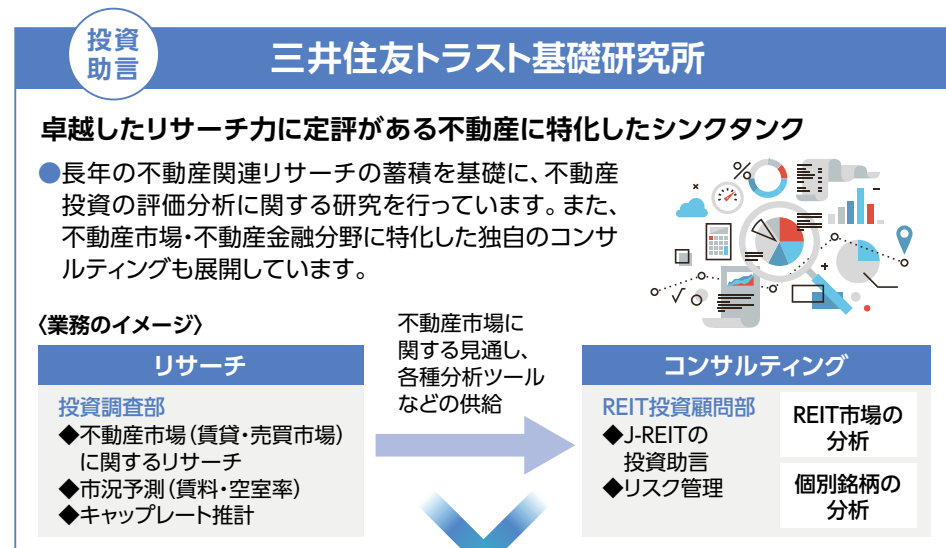 投資
助言
三井住友トラスト基礎研究所
卓越したリサーチ力に定評がある不動産に特化したシンクタンク
●長年の不動産関連リサーチの蓄積を基礎に、不動産
投資の評価分析に関する研究を行っています。また、
不動産市場・不動産金融分野に特化した独自のコンサ
ルティングも展開しています。
〈業務のイメージ〉
リサーチ
投資調査部
◆不動産市場（賃貸・売買市場）
に関するリサーチ
◆市況予測（賃料・空室率）
◆キャップレート推計
不動産市場に
関する見通し、
各種分析ツール
などの供給
コンサルティング
REIT投資顧問部
◆J-REITの
投資助言
◆リスク管理
REIT市場の
分析
個別銘柄の
分析